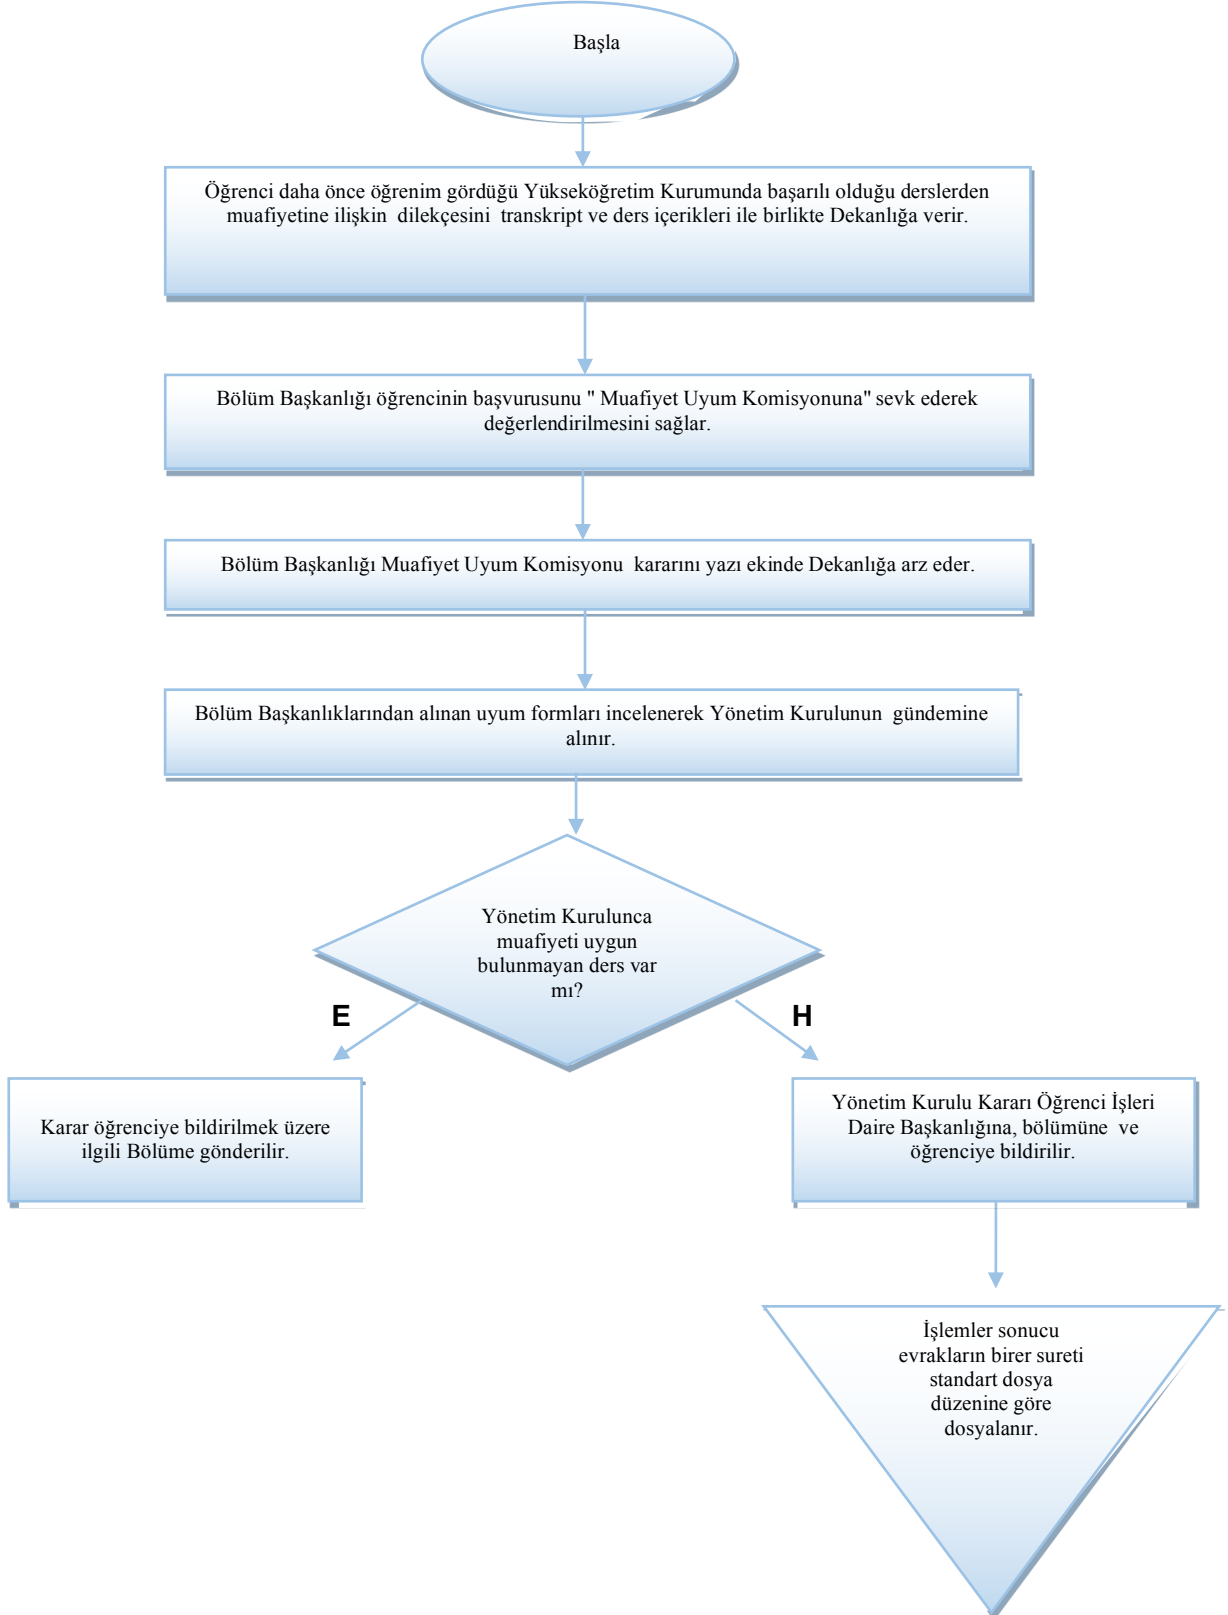 Başla
Öğrenci daha önce öğrenim gördüğü Yükseköğretim Kurumunda başarılı olduğu derslerden
muafiyetine ilişkin dilekçesini transkript ve ders içerikleri ile birlikte Dekanlığa verir.
Bölüm Başkanlığı öğrencinin başvurusunu " Muafiyet Uyum Komisyonuna" sevk ederek
değerlendirilmesini sağlar.
Bölüm Başkanlığı Muafiyet Uyum Komisyonu kararını yazı ekinde Dekanlığa arz eder.
Bölüm Başkanlıklarından alınan uyum formları incelenerek Yönetim Kurulunun gündemine
alınır.
Yönetim Kurulunca
muafiyeti uygun
bulunmayan ders var
mı?
E
H
Karar öğrenciye bildirilmek üzere
ilgili Bölüme gönderilir.
Yönetim Kurulu Kararı Öğrenci İşleri
Daire Başkanlığına, bölümüne ve
öğrenciye bildirilir.
İşlemler sonucu
evrakların birer sureti
standart dosya
düzenine göre
dosyalanır.